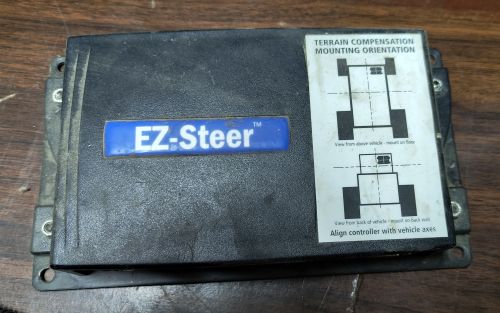 EZ-Steer™
TERRAIN COMPENSATION
MOUNTING ORIENTATION
View from above vehicle - mount on floor
View from back of vehicle - mount on back wall
Align controller with vehicle axes